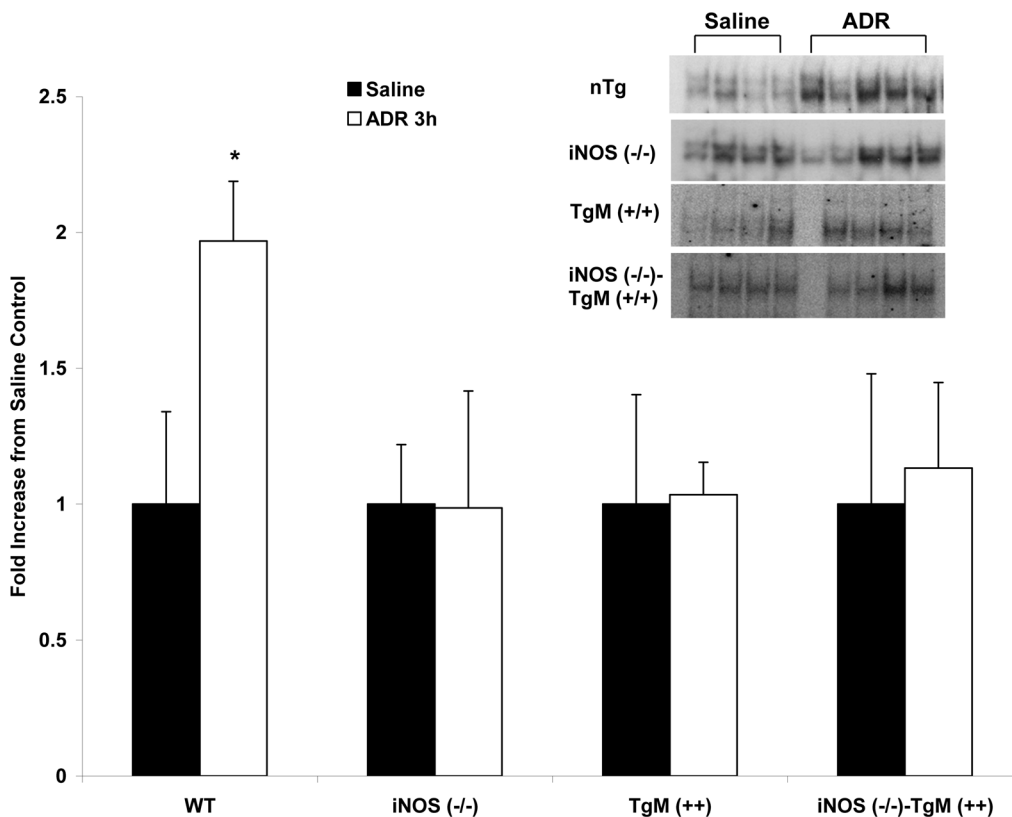 Saline ADR
nTg
iNOS (-/-)
TgM (+/+)
iNOS (-/-)-
TgM (+/+)
Saline
ADR 3h
*
Fold Increase from Saline Control
2.5
2
1.5
1
0.5
0
WT iNOS (-/-) TgM (++) iNOS (-/-)-TgM (++)